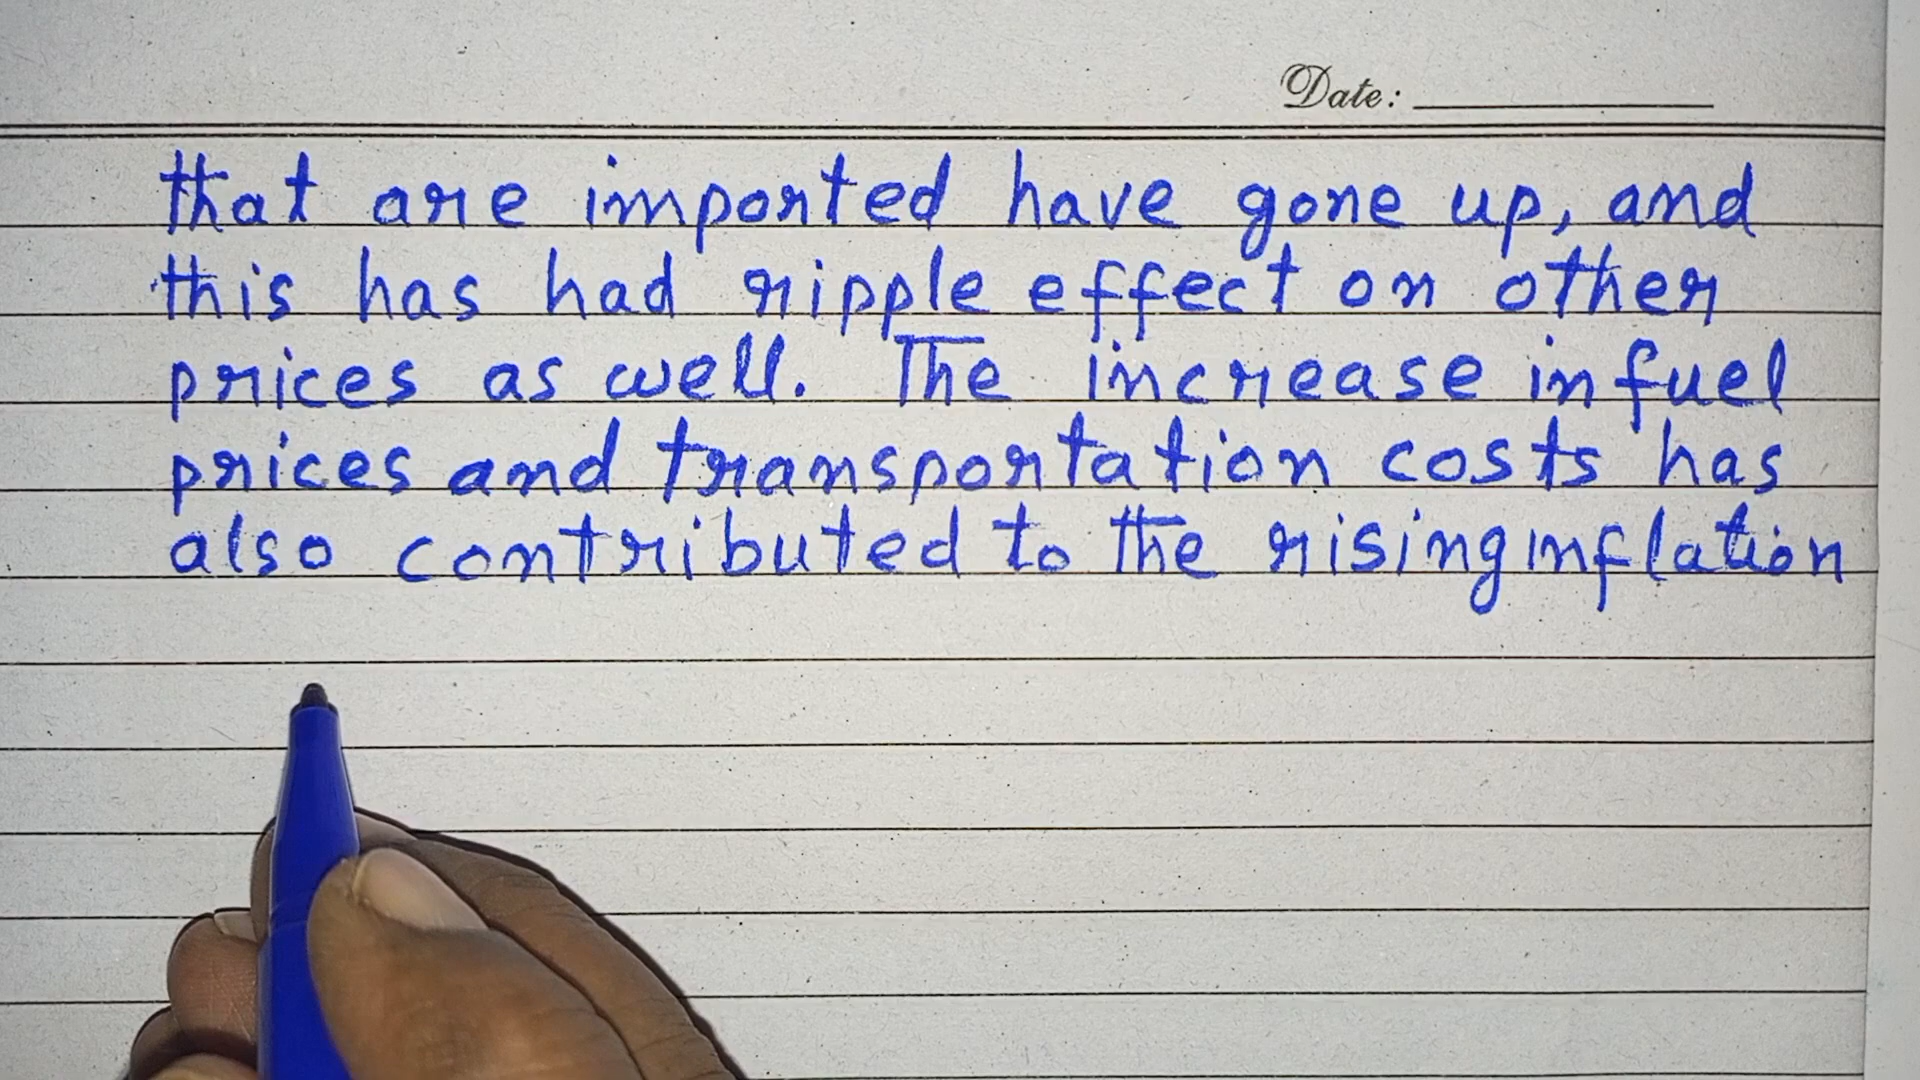 Date:
that are imported have gone up, and
this has had ripple effect on other
prices as well. The increase in fuel
prices and transportation costs has
also contributed to the rising inflation